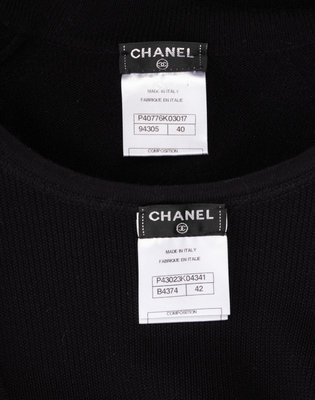 CHANEL
MADE IN ITALY
FABRIQUE EN ITALIE
P40776K03017
94305 40
COMPOSITION
CHANEL
MADE IN ITALY
FABRIQUE EN ITALIE
P43023K04341
B4374 42
COMPOSITION